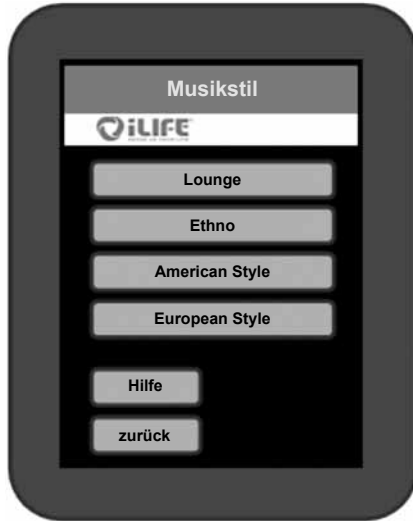 Musikstil
iLIFE
Lounge
Ethno
American Style
European Style
Hilfe
zurück